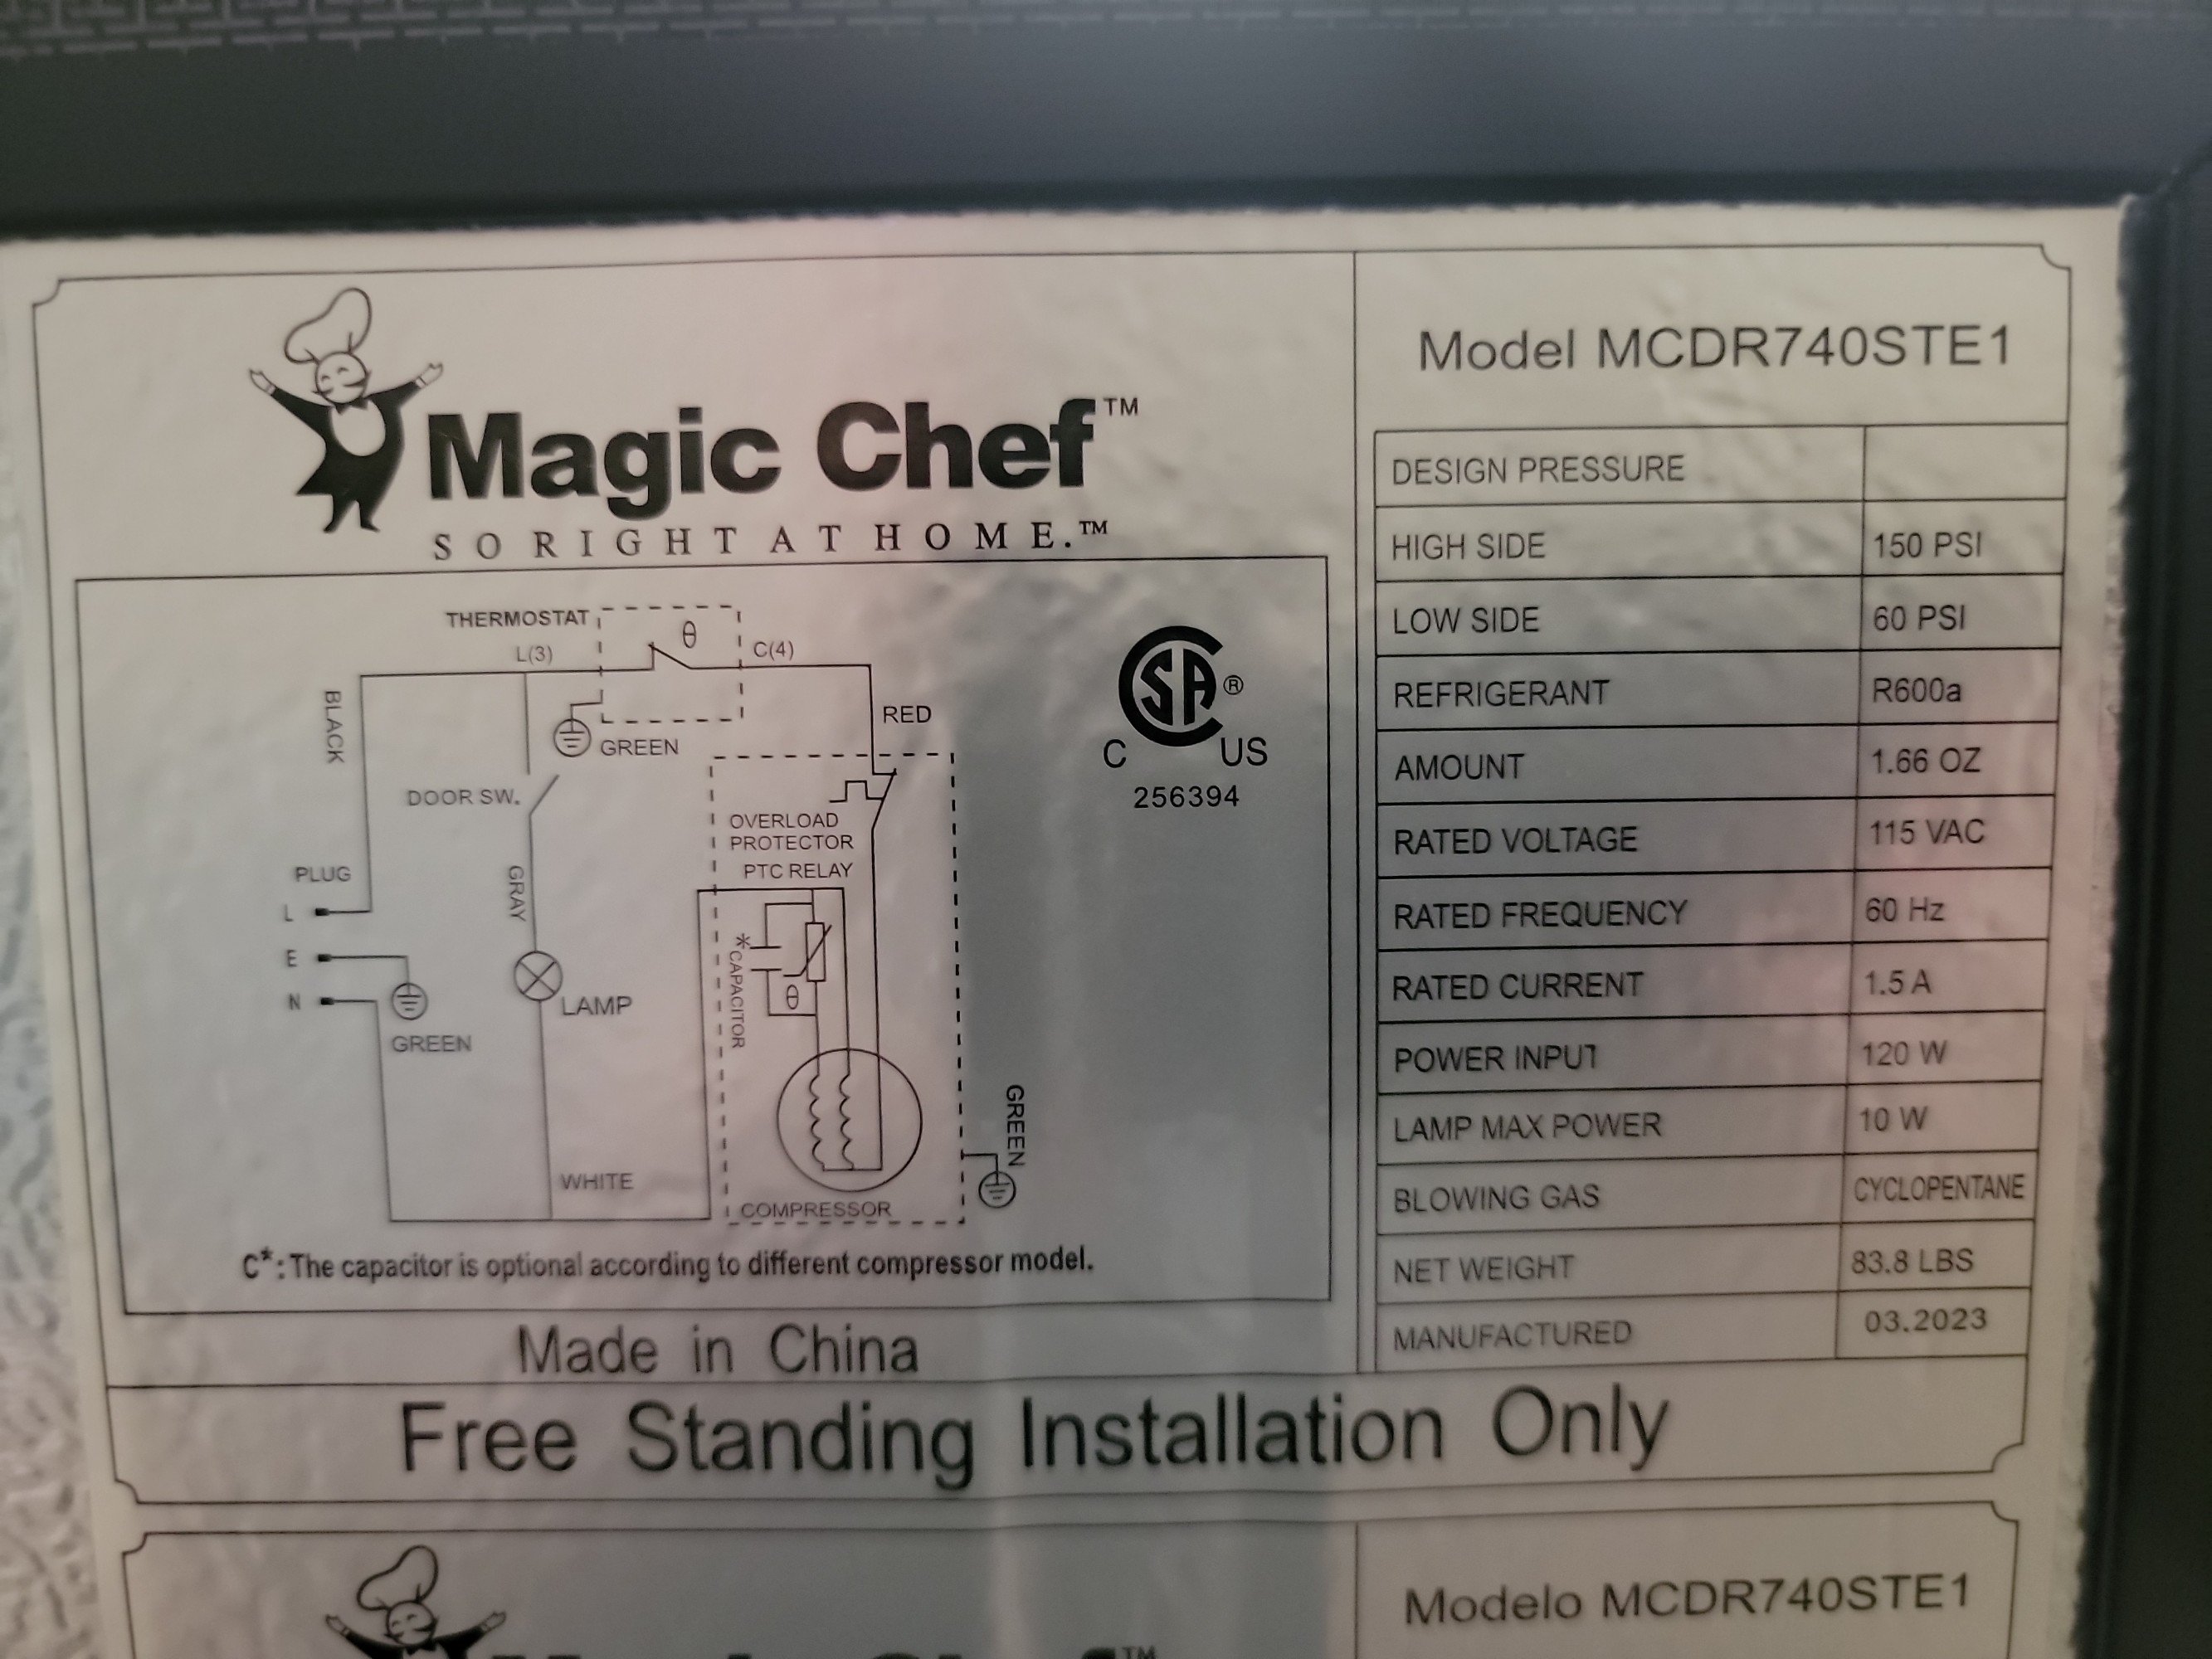 Magic Chef™
SO RIGHT AT HOME.™
THERMOSTAT
θ
L(3)
C(4)
BLACK
RED
GREEN
DOOR SW.
OVERLOAD
PROTECTOR
PTC RELAY
PLUG
L
GRAY
E
*CAPACITOR
θ
N
LAMP
GREEN
GREEN
WHITE
COMPRESSOR
C*: The capacitor is optional according to different compressor model.
SA®
C US
256394
Made in China
Model MCDR740STE1
DESIGN PRESSURE
HIGH SIDE 150 PSI
LOW SIDE 60 PSI
REFRIGERANT R600a
AMOUNT 1.66 OZ
RATED VOLTAGE 115 VAC
RATED FREQUENCY 60 Hz
RATED CURRENT 1.5 A
POWER INPUT 120 W
LAMP MAX POWER 10 W
BLOWING GAS CYCLOPENTANE
NET WEIGHT 83.8 LBS
MANUFACTURED 03.2023
Free Standing Installation Only
Magic Chef™
Modelo MCDR740STE1